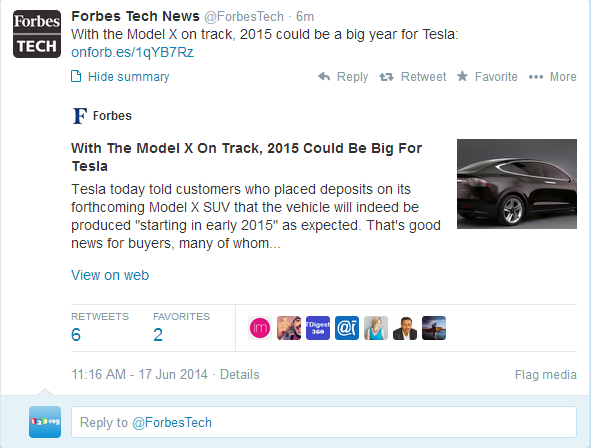 Forbes
TECH
Forbes Tech News @ForbesTech · 6m
With the Model X on track, 2015 could be a big year for Tesla:
onforb.es/1qYB7Rz
Hide summary
Reply Retweet Favorite More
F Forbes
With The Model X On Track, 2015 Could Be Big For
Tesla
Tesla today told customers who placed deposits on its
forthcoming Model X SUV that the vehicle will indeed be
produced "starting in early 2015" as expected. That's good
news for buyers, many of whom...
View on web
RETWEETS FAVORITES
6 2
im
TDigest
360
@i
11:16 AM - 17 Jun 2014 · Details
Flag media
123-reg
Reply to @ForbesTech